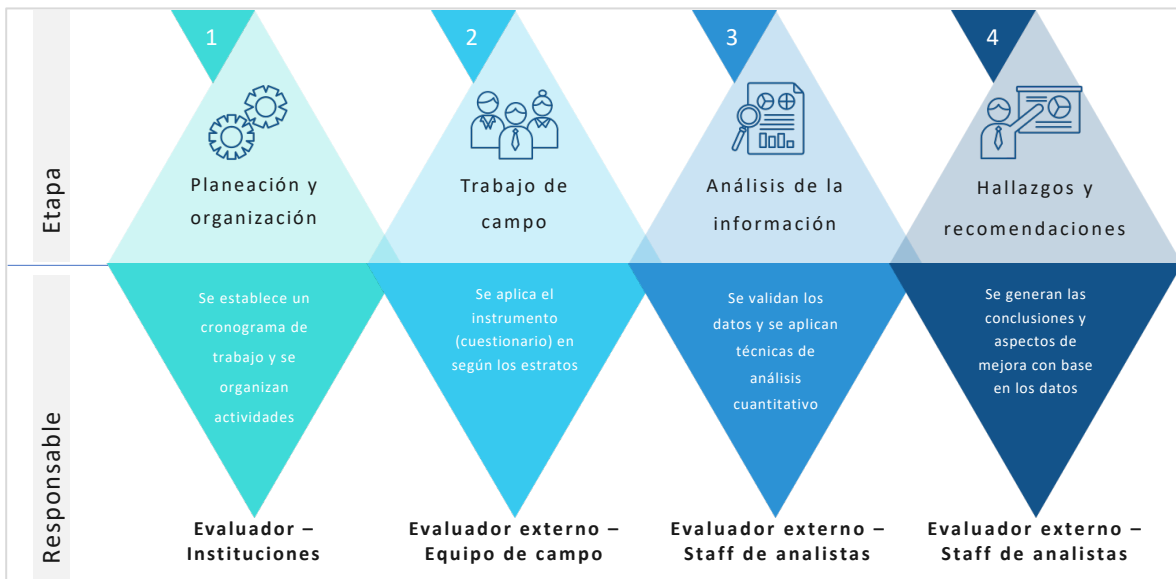 Etapa
1
Planeación y
organización
2
Trabajo de
campo
3
Análisis de la
información
4
Hallazgos y
recomendaciones
Responsable
Se establece un
cronograma de
trabajo y se
organizan
actividades
Se aplica el
instrumento
(cuestionario) en
según los estratos
Se validan los
datos y se aplican
técnicas de
análisis
cuantitativo
Se generan las
conclusiones y
aspectos de
mejora con base
en los datos
Evaluador –
Instituciones
Evaluador externo –
Equipo de campo
Evaluador externo –
Staff de analistas
Evaluador externo –
Staff de analistas